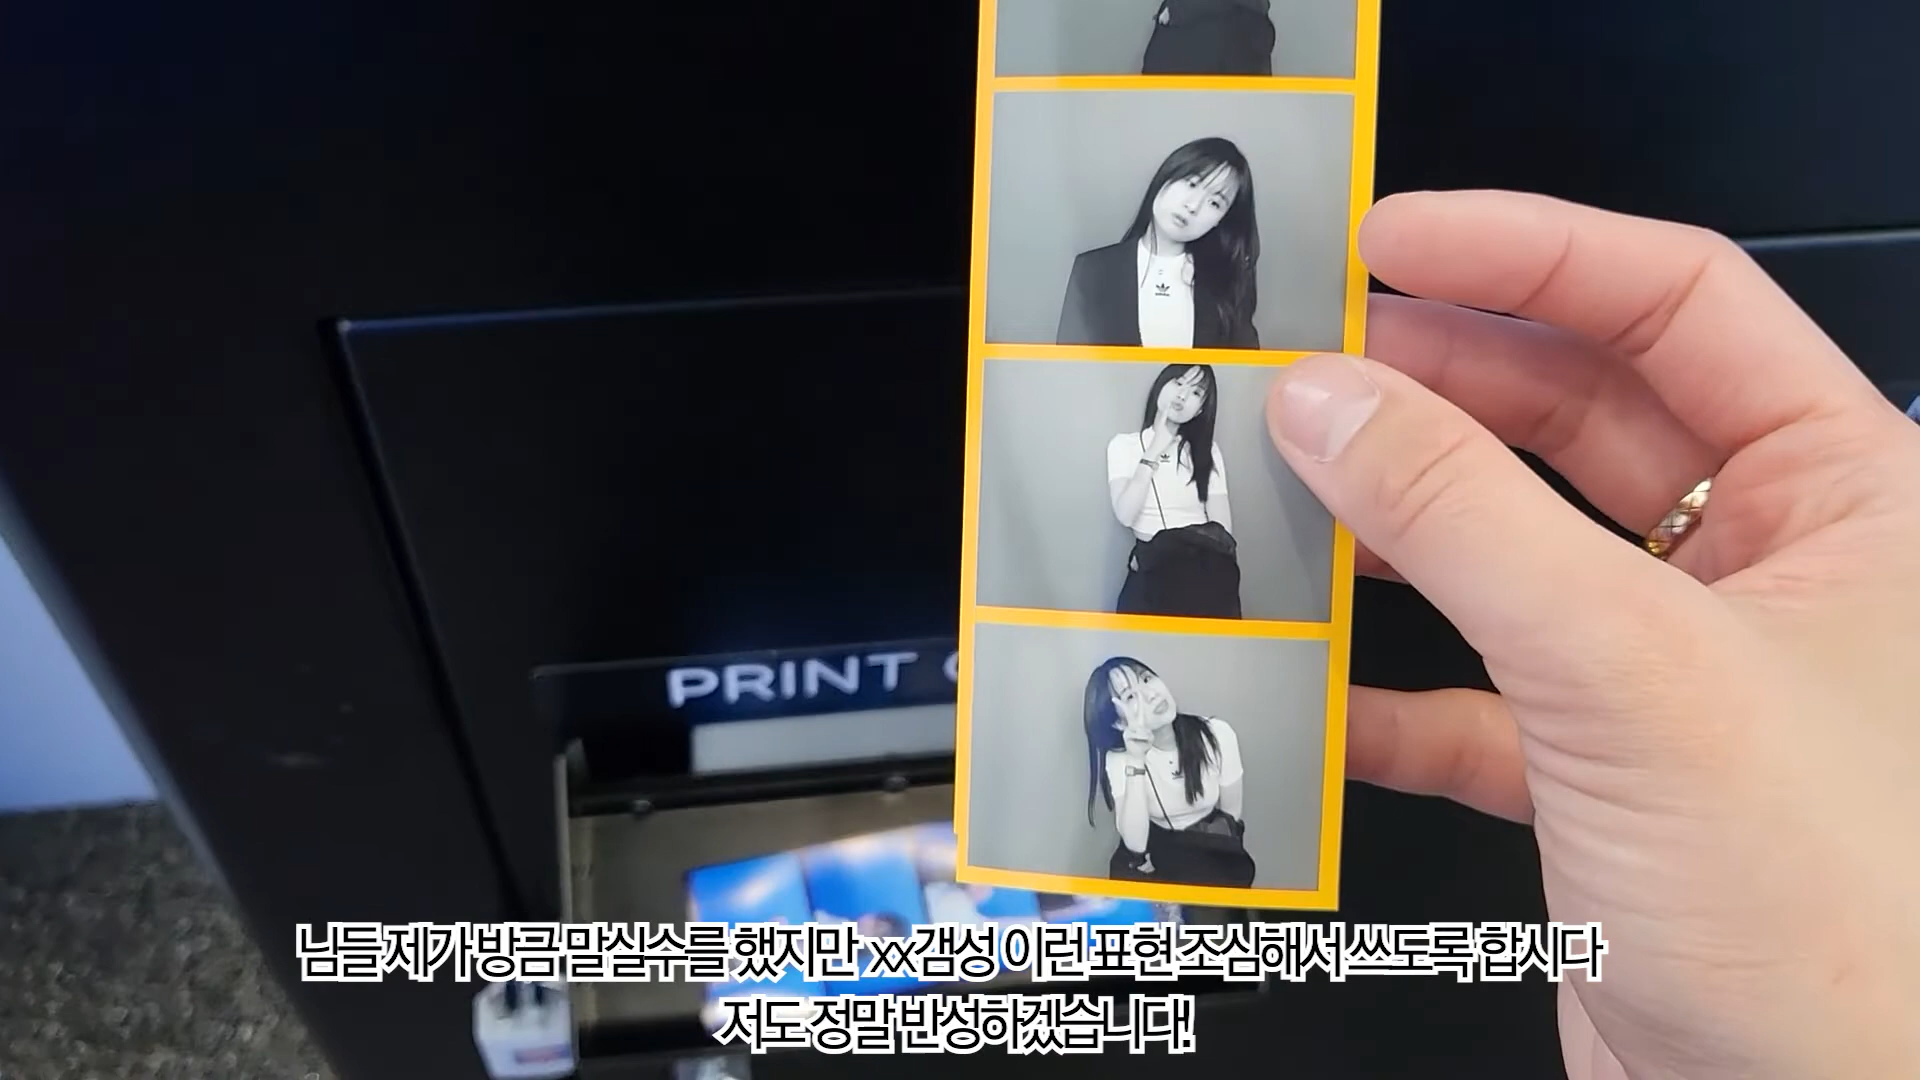 PRINT
님들 제가 방금 말실수를 했지만 xx갬성 이런 표현 조심해서 쓰도록 합시다
저도 정말 반성하겠습니다!